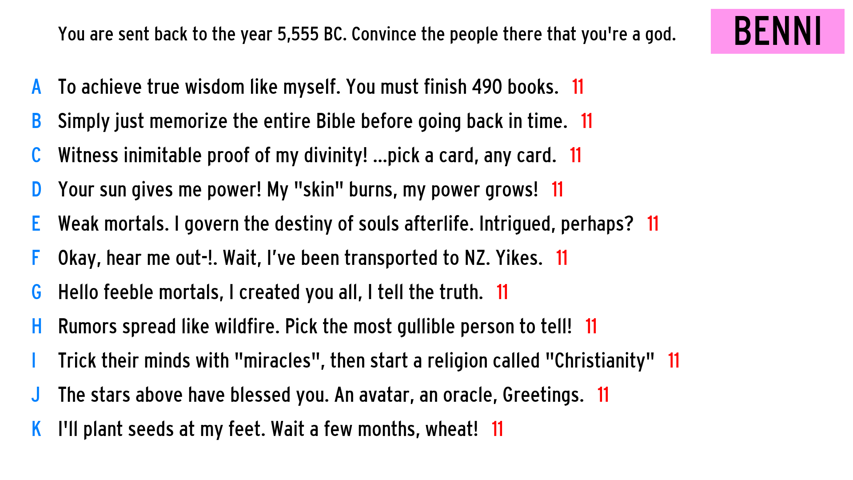 You are sent back to the year 5,555 BC. Convince the people there that you're a god.
BENNI
A To achieve true wisdom like myself. You must finish 490 books. 11
B Simply just memorize the entire Bible before going back in time. 11
C Witness inimitable proof of my divinity! ...pick a card, any card. 11
D Your sun gives me power! My "skin" burns, my power grows! 11
E Weak mortals. I govern the destiny of souls afterlife. Intrigued, perhaps? 11
F Okay, hear me out-!. Wait, I've been transported to NZ. Yikes. 11
G Hello feeble mortals, I created you all, I tell the truth. 11
H Rumors spread like wildfire. Pick the most gullible person to tell! 11
I Trick their minds with "miracles", then start a religion called "Christianity" 11
J The stars above have blessed you. An avatar, an oracle, Greetings. 11
K I'll plant seeds at my feet. Wait a few months, wheat! 11